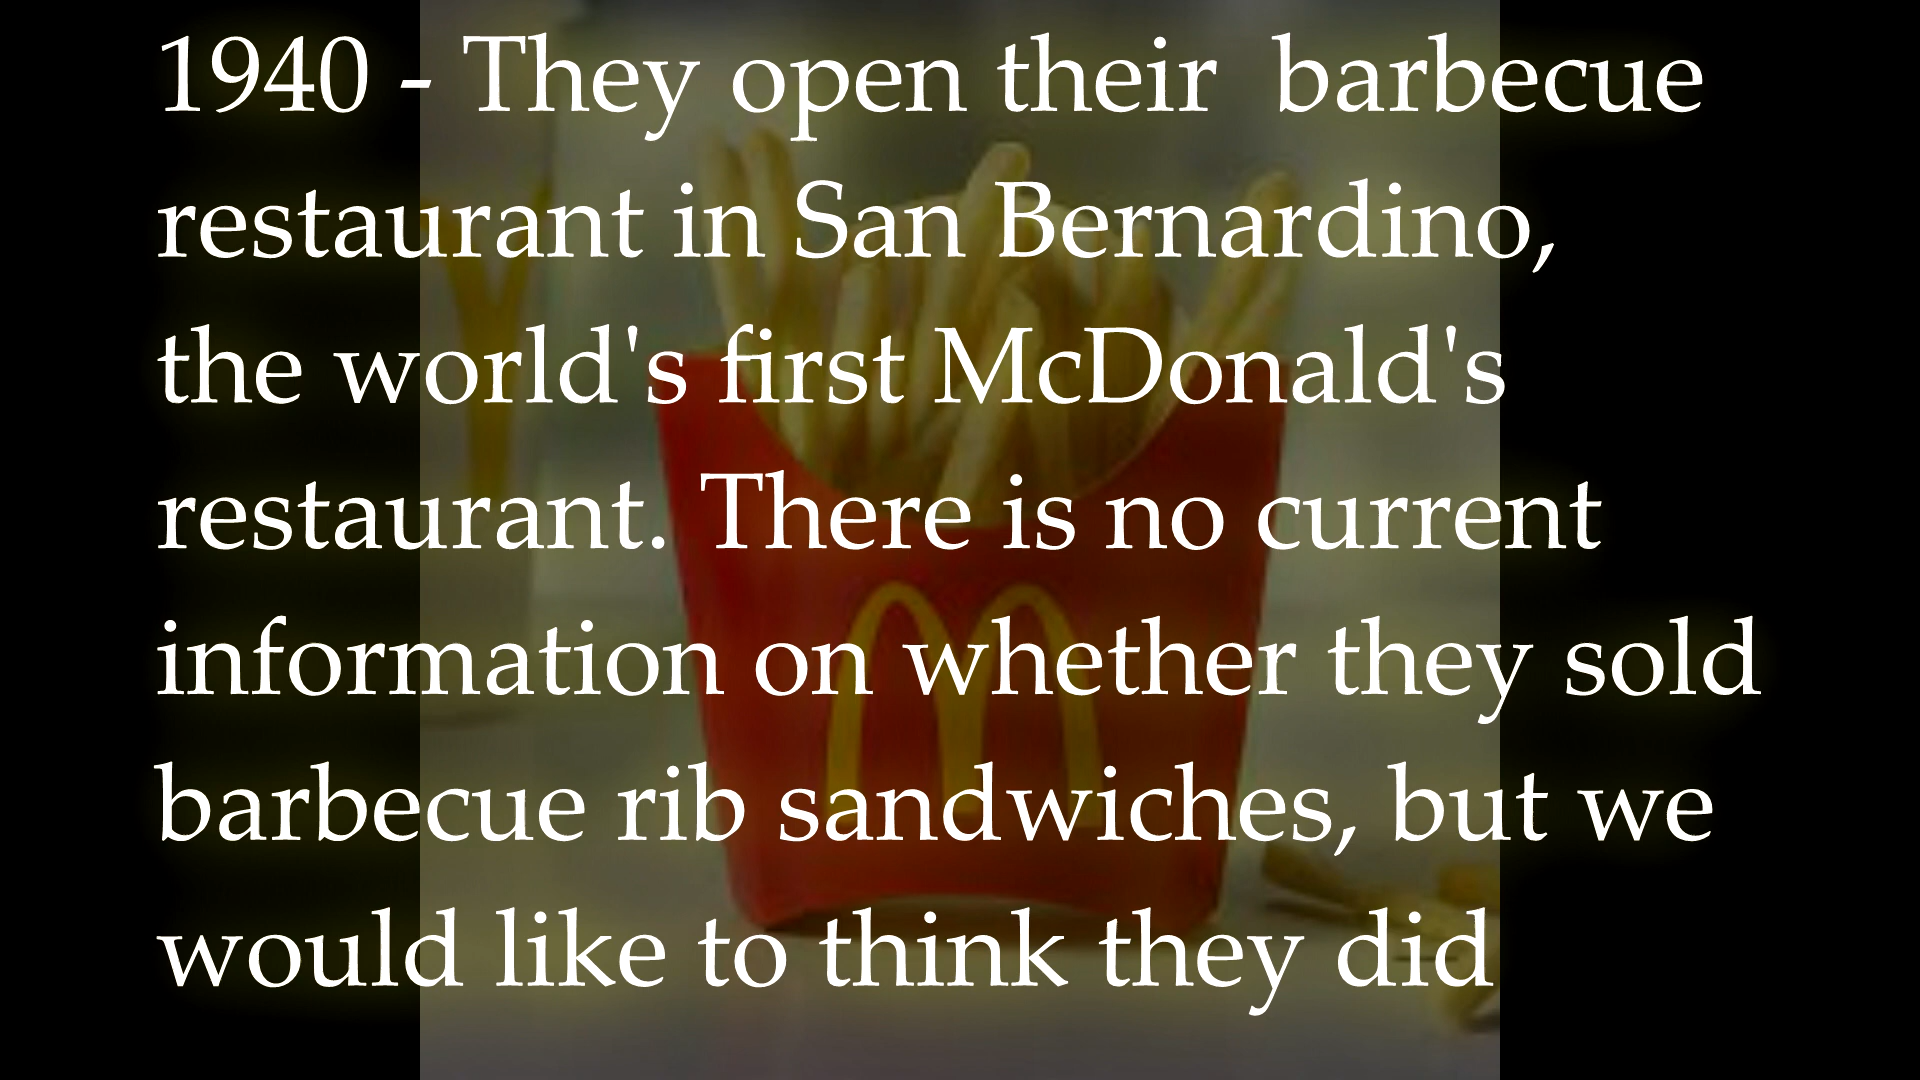 1940 - They open their  barbecue
restaurant in San Bernardino,
the world's first McDonald's
restaurant. There is no current
information on whether they sold
barbecue rib sandwiches, but we
would like to think they did